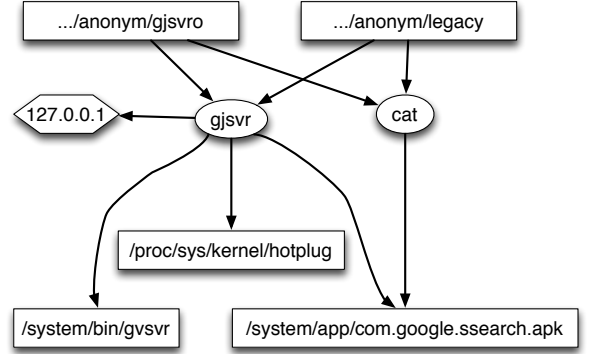 .../anonym/gjsvro
.../anonym/legacy
127.0.0.1
gjsvr
cat
/proc/sys/kernel/hotplug
/system/bin/gvsvr
/system/app/com.google.ssearch.apk